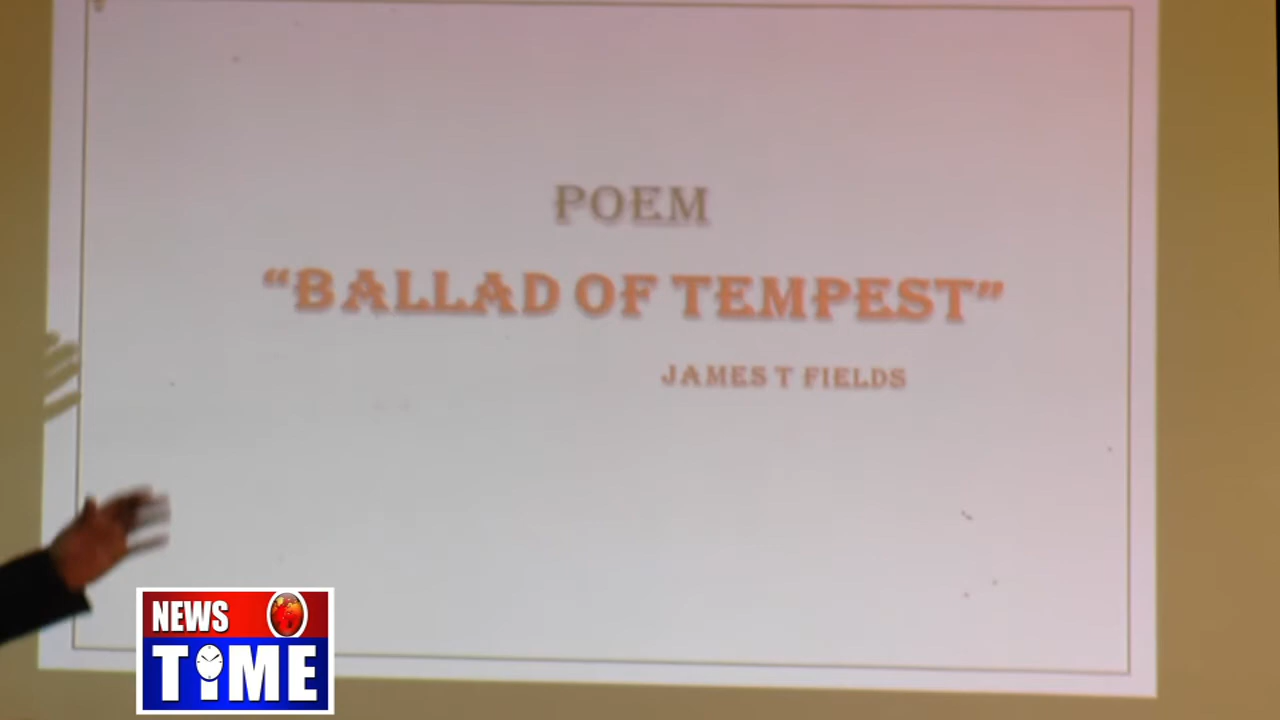 POEM
“BALLAD OF TEMPEST”
JAMES T FIELDS
NEWS
TIME